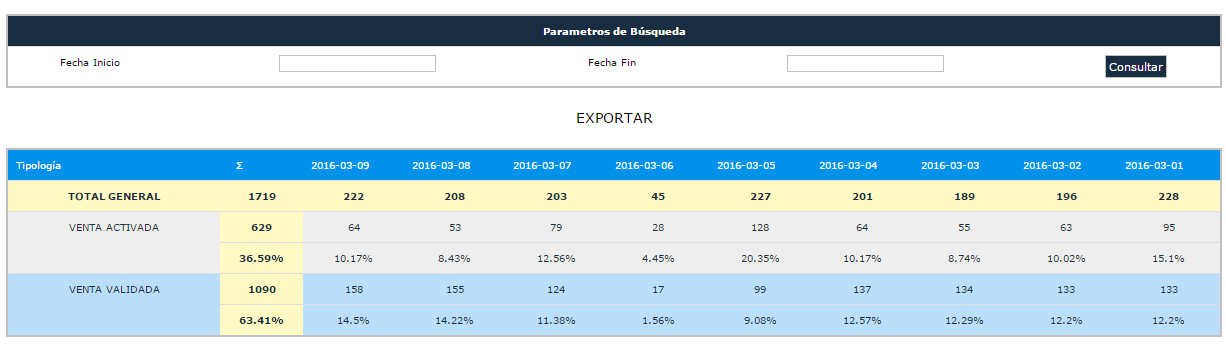 Parametros de Búsqueda
Fecha Inicio Fecha Fin Consultar
EXPORTAR
Tipología Σ 2016-03-09 2016-03-08 2016-03-07 2016-03-06 2016-03-05 2016-03-04 2016-03-03 2016-03-02 2016-03-01
TOTAL GENERAL 1719 222 208 203 45 227 201 189 196 228
VENTA ACTIVADA 629 64 53 79 28 128 64 55 63 95
36.59% 10.17% 8.43% 12.56% 4.45% 20.35% 10.17% 8.74% 10.02% 15.1%
VENTA VALIDADA 1090 158 155 124 17 99 137 134 133 133
63.41% 14.5% 14.22% 11.38% 1.56% 9.08% 12.57% 12.29% 12.2% 12.2%